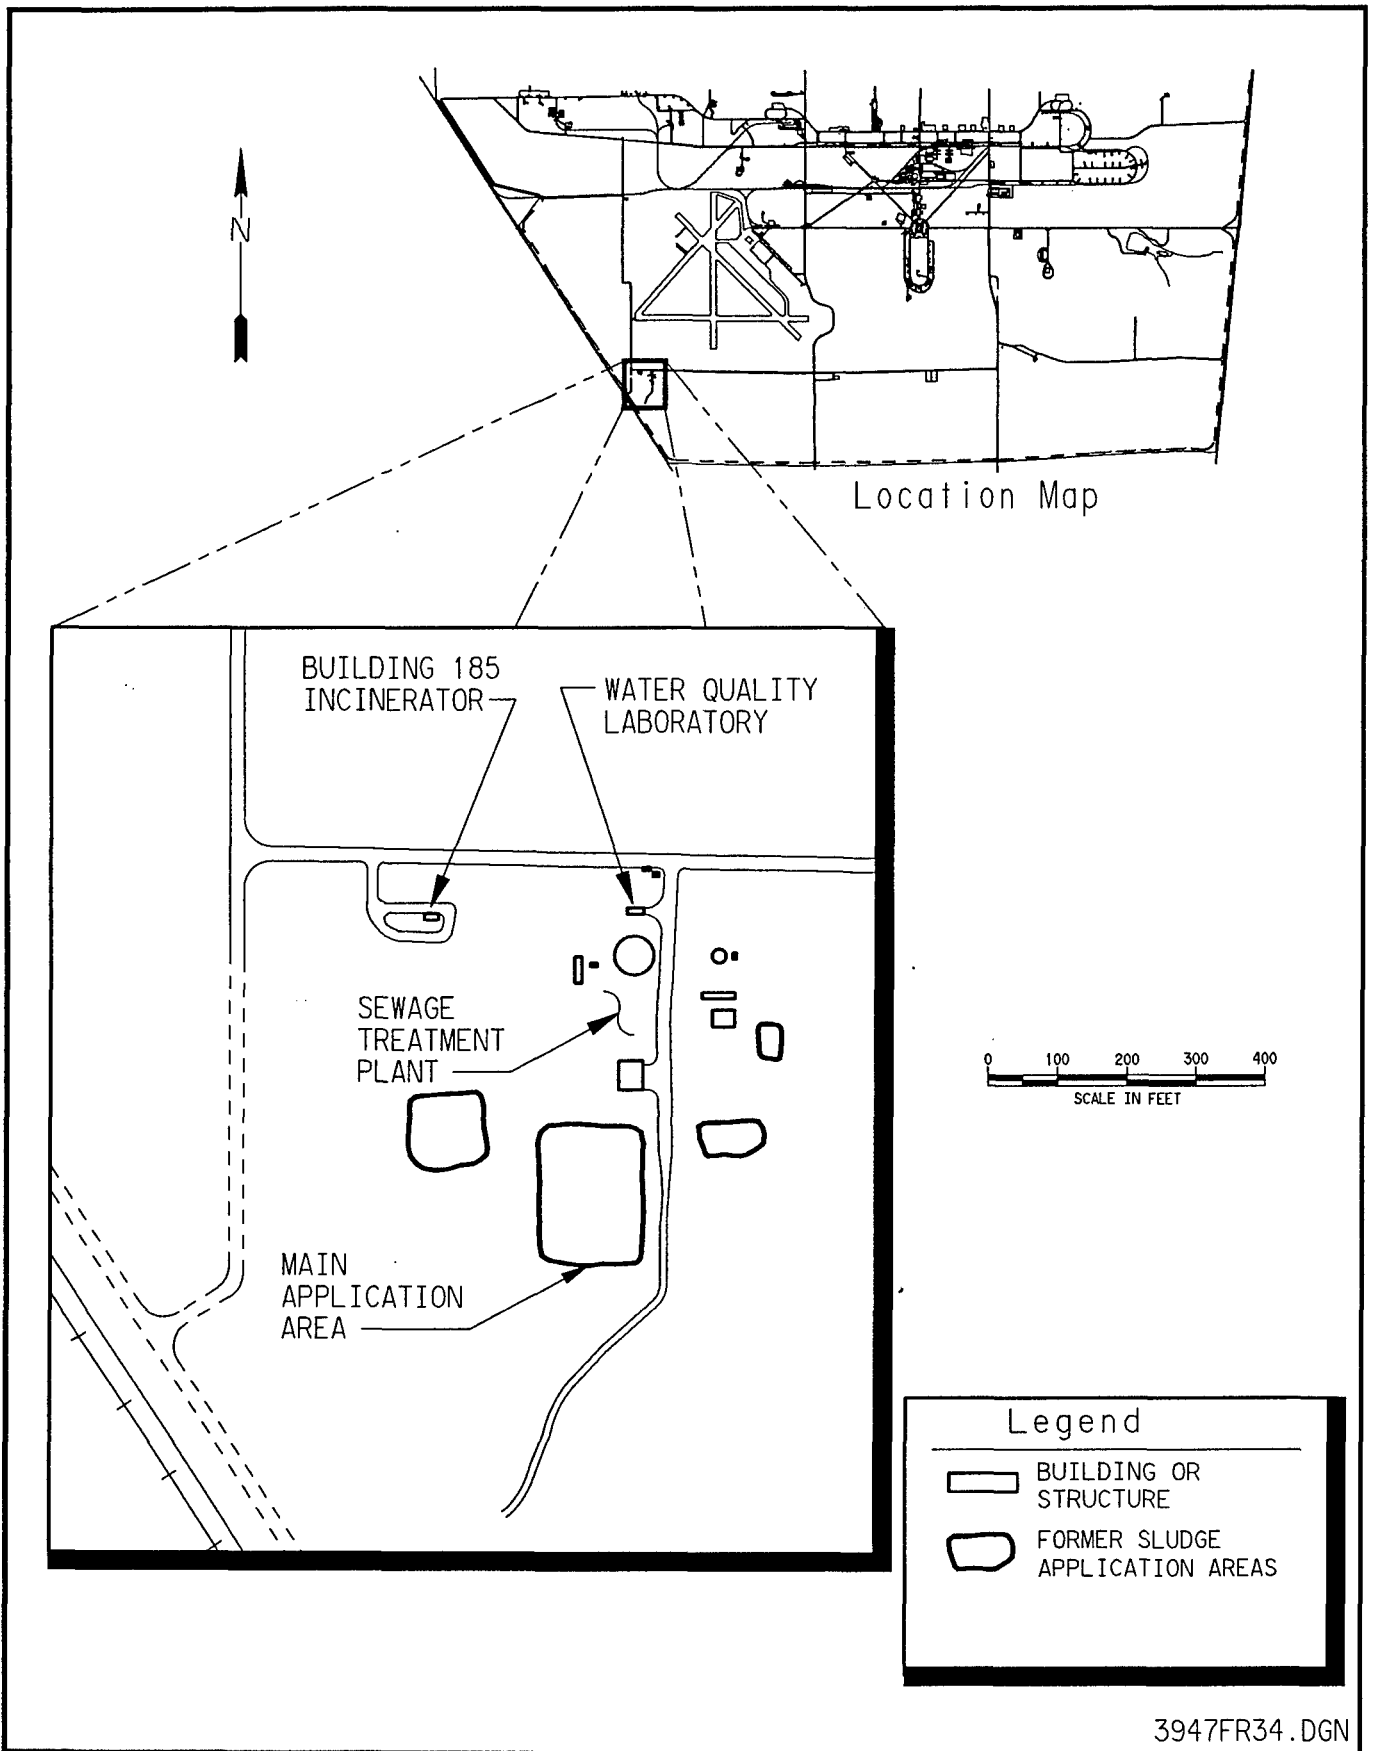 N
Location Map
BUILDING 185
INCINERATOR
WATER QUALITY
LABORATORY
SEWAGE
TREATMENT
PLANT
0 100 200 300 400
SCALE IN FEET
MAIN
APPLICATION
AREA
Legend
BUILDING OR
STRUCTURE
FORMER SLUDGE
APPLICATION AREAS
3947FR34.DGN